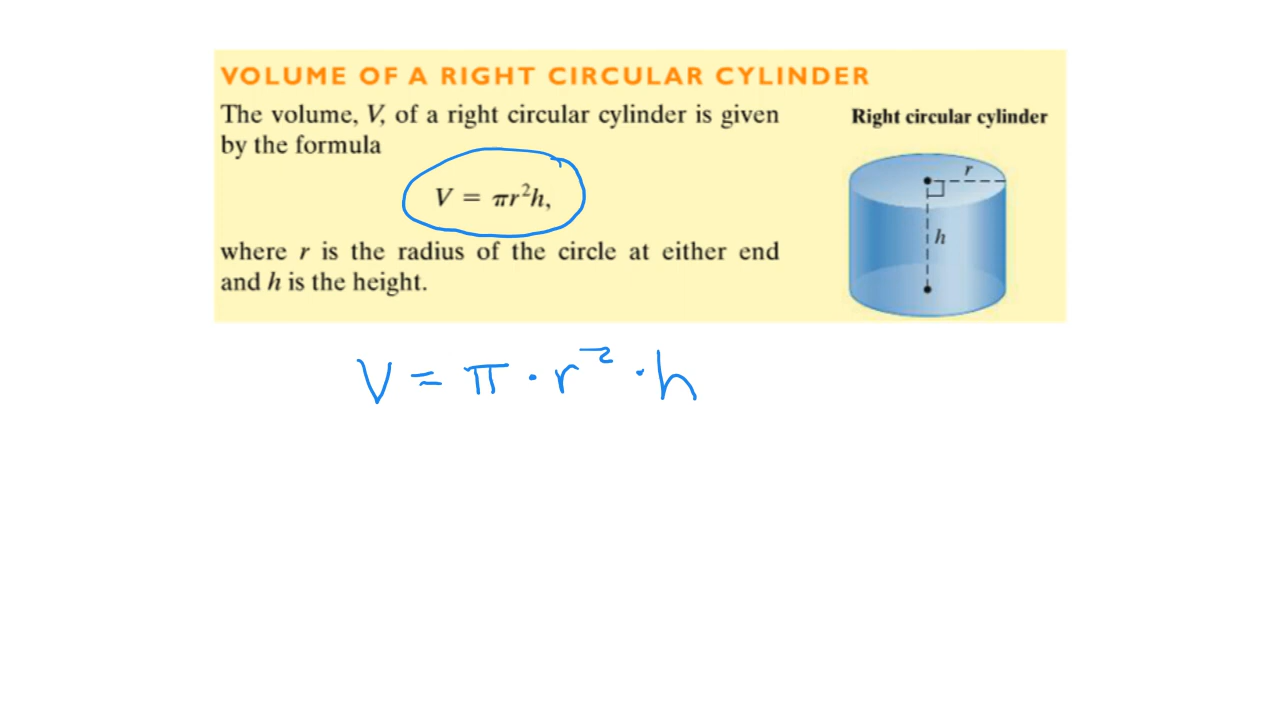 VOLUME OF A RIGHT CIRCULAR CYLINDER
The volume, V, of a right circular cylinder is given
by the formula
V = πr²h,
where r is the radius of the circle at either end
and h is the height.
Right circular cylinder
r
h
V = π · r² · h